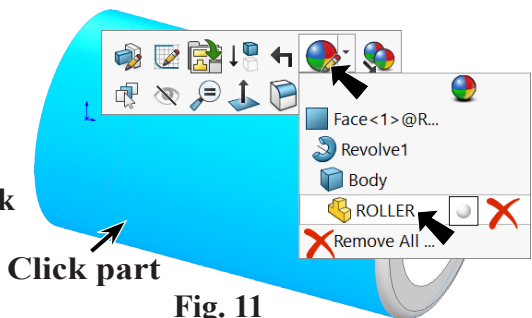 Face<1>@R...
Revolve1
Body
k
ROLLER
Remove All ...
Click part
Fig. 11